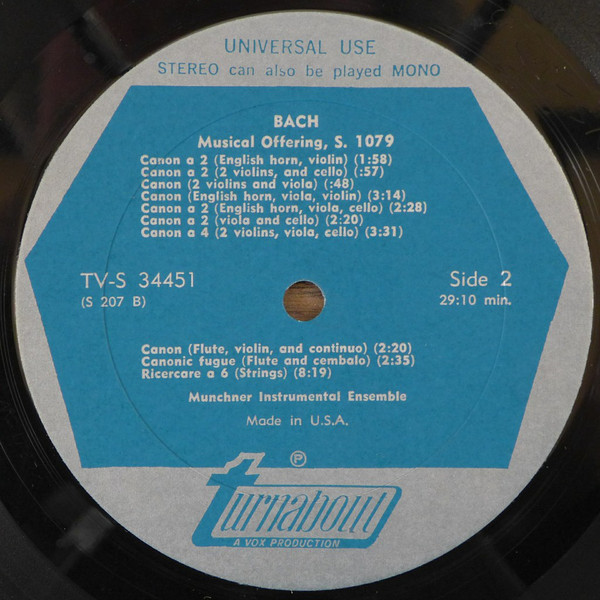 UNIVERSAL USE
STEREO can also be played MONO
BACH
Musical Offering, S. 1079
Canon a 2 (English horn, violin) (1:58)
Canon a 2 (2 violins, and cello) (:57)
Canon (2 violins and viola) (:48)
Canon (English horn, viola, violin) (3:14)
Canon a 2 (English horn, viola, cello) (2:28)
Canon a 2 (viola and cello) (2:20)
Canon a 4 (2 violins, viola, cello) (3:31)
TV-S 34451
(S 207 B)
Side 2
29:10 min.
Canon (Flute, violin, and continuo) (2:20)
Canonic fugue (Flute and cembalo) (2:35)
Ricercare a 6 (Strings) (8:19)
Munchner Instrumental Ensemble
Made in U.S.A.
℗
turnabout
A VOX PRODUCTION